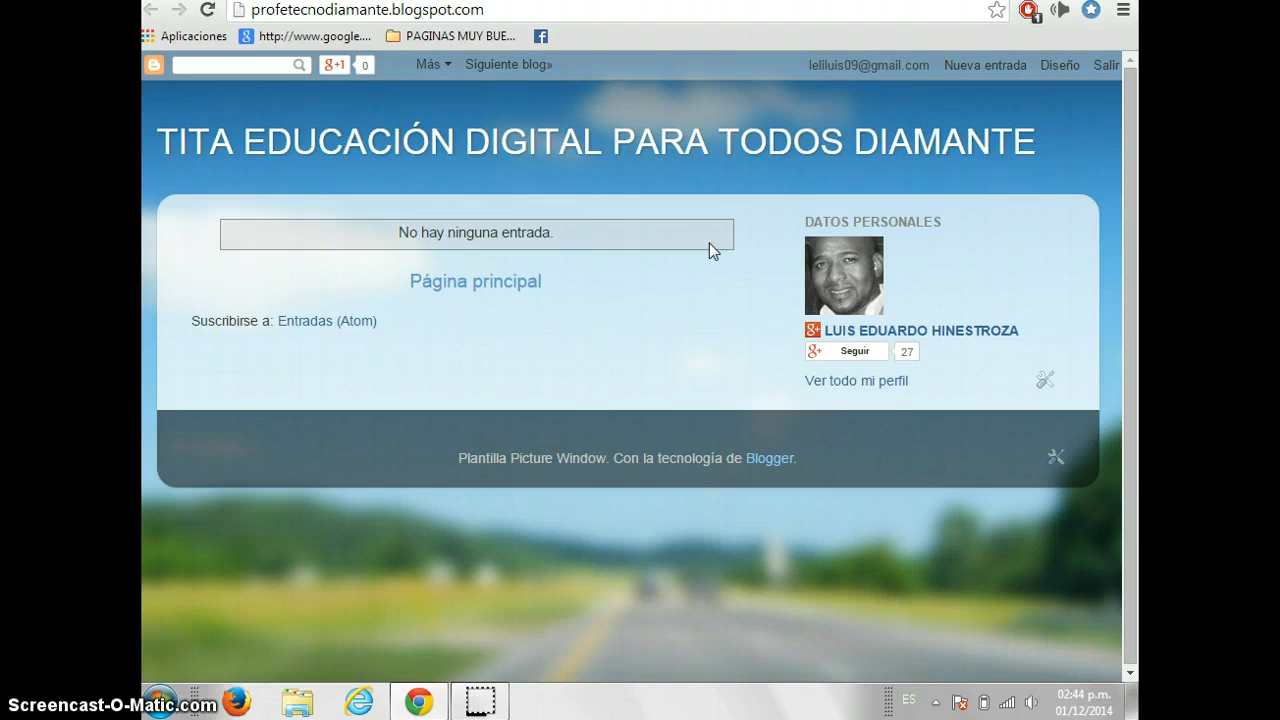 profetecnodiamante.blogspot.com
Aplicaciones http://www.google.... PAGINAS MUY BUE...
g+1 0 Más Siguiente blog» leliluis09@gmail.com Nueva entrada Diseño Salir
TITA EDUCACIÓN DIGITAL PARA TODOS DIAMANTE
No hay ninguna entrada.
Página principal
Suscribirse a: Entradas (Atom)
DATOS PERSONALES
LUIS EDUARDO HINESTROZA
Seguir 27
Ver todo mi perfil
Plantilla Picture Window. Con la tecnología de Blogger.
ES 02:44 p.m.
01/12/2014
Screencast-O-Matic.com